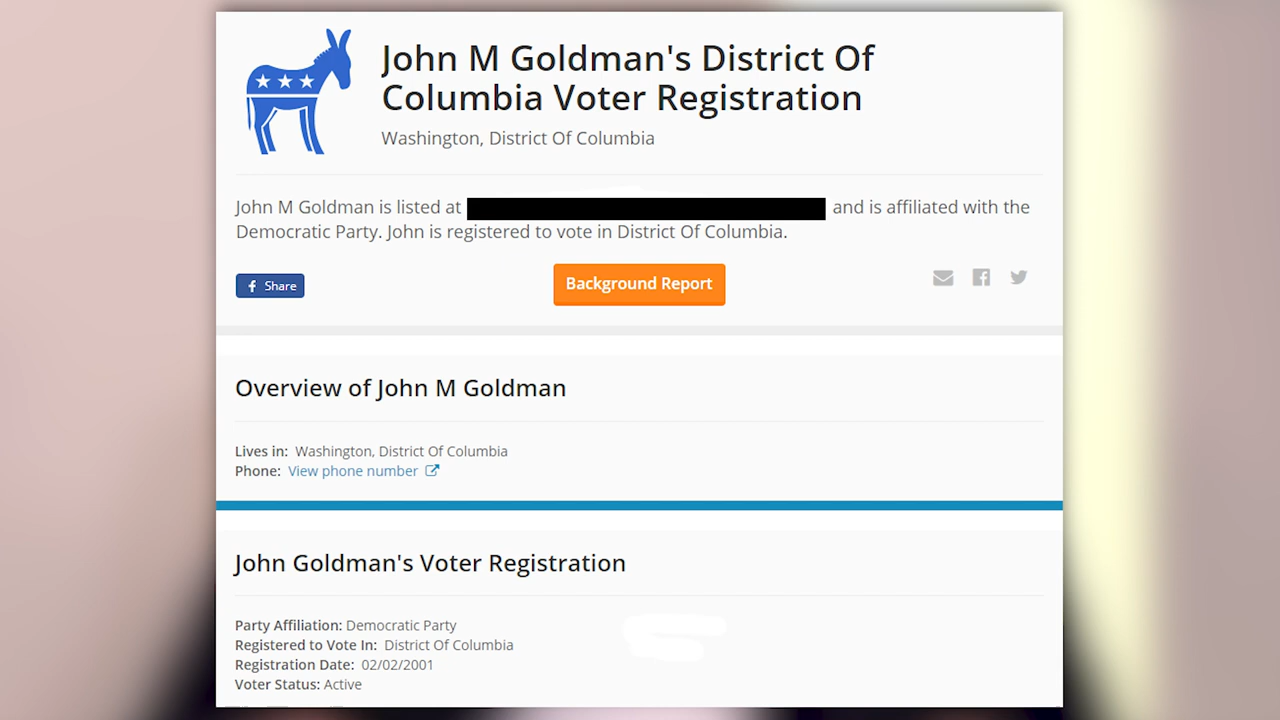 John M Goldman's District Of
Columbia Voter Registration
Washington, District Of Columbia
John M Goldman is listed at and is affiliated with the
Democratic Party. John is registered to vote in District Of Columbia.
f Share
Background Report
Overview of John M Goldman
Lives in: Washington, District Of Columbia
Phone: View phone number
John Goldman's Voter Registration
Party Affiliation: Democratic Party
Registered to Vote In: District Of Columbia
Registration Date: 02/02/2001
Voter Status: Active